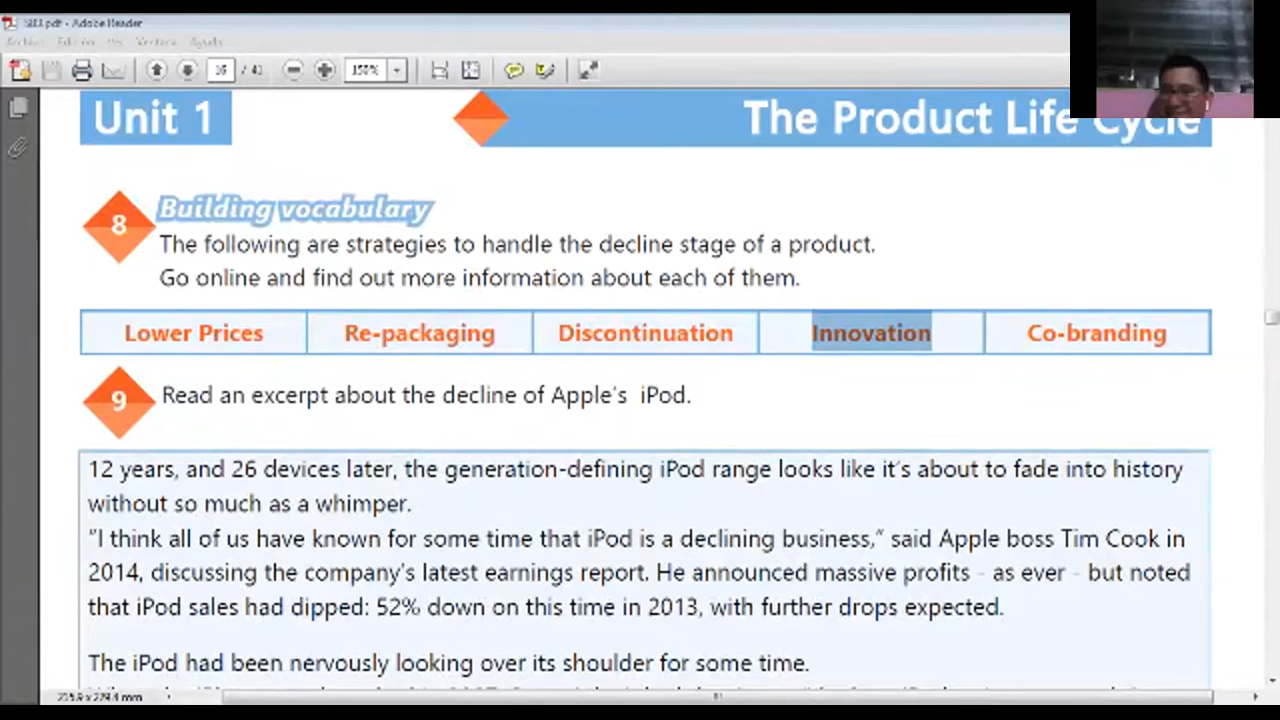 - Adobe Reader
Ventana Ayuda
16 / 41 150%
Unit 1
The Product Life Cycle
8 Building vocabulary
The following are strategies to handle the decline stage of a product.
Go online and find out more information about each of them.
Lower Prices Re-packaging Discontinuation Innovation Co-branding
9 Read an excerpt about the decline of Apple's iPod.
12 years, and 26 devices later, the generation-defining iPod range looks like it's about to fade into history
without so much as a whimper.
"I think all of us have known for some time that iPod is a declining business," said Apple boss Tim Cook in
2014, discussing the company's latest earnings report. He announced massive profits - as ever - but noted
that iPod sales had dipped: 52% down on this time in 2013, with further drops expected.
The iPod had been nervously looking over its shoulder for some time.